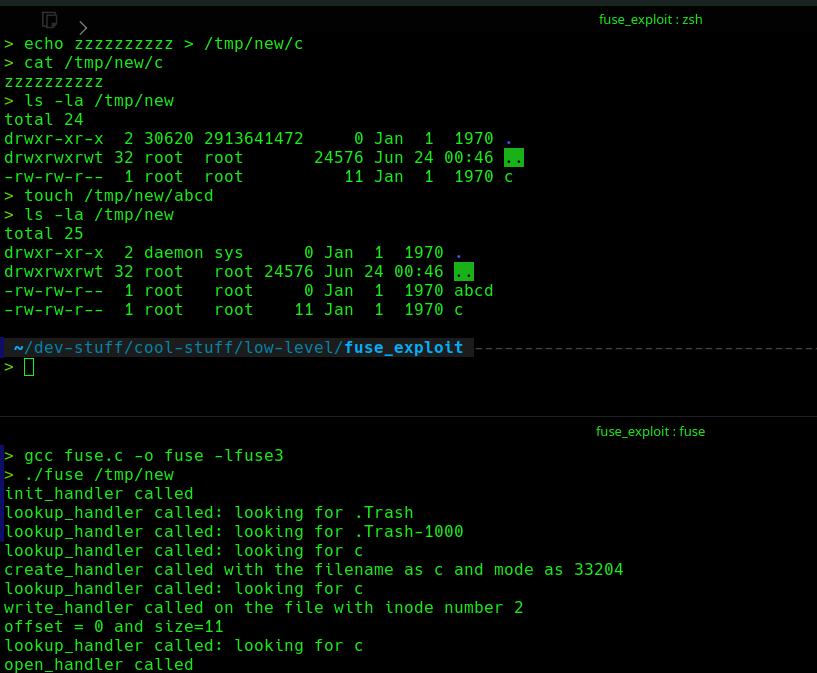 fuse_exploit : zsh
> echo zzzzzzzzzz > /tmp/new/c
> cat /tmp/new/c
zzzzzzzzzz
> ls -la /tmp/new
total 24
drwxr-xr-x  2 30620 2913641472     0 Jan  1  1970 .
drwxrwxrwt 32 root  root       24576 Jun 24 00:46 ..
-rw-rw-r--  1 root  root          11 Jan  1  1970 c
> touch /tmp/new/abcd
> ls -la /tmp/new
total 25
drwxr-xr-x  2 daemon sys      0 Jan  1  1970 .
drwxrwxrwt 32 root   root 24576 Jun 24 00:46 ..
-rw-rw-r--  1 root   root     0 Jan  1  1970 abcd
-rw-rw-r--  1 root   root    11 Jan  1  1970 c
~/dev-stuff/cool-stuff/low-level/fuse_exploit
>
fuse_exploit : fuse
> gcc fuse.c -o fuse -lfuse3
> ./fuse /tmp/new
init_handler called
lookup_handler called: looking for .Trash
lookup_handler called: looking for .Trash-1000
lookup_handler called: looking for c
create_handler called with the filename as c and mode as 33204
lookup_handler called: looking for c
write_handler called on the file with inode number 2
offset = 0 and size=11
lookup_handler called: looking for c
open_handler called